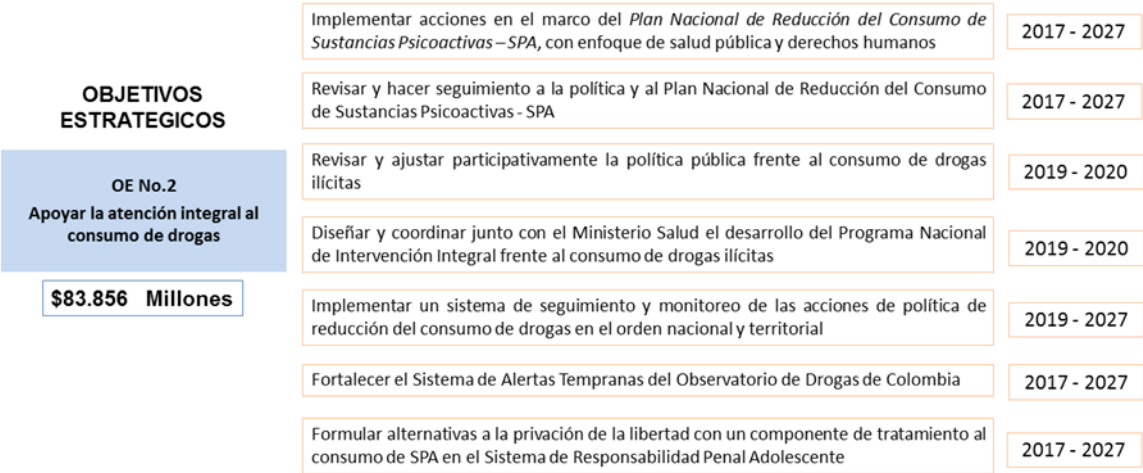 OBJETIVOS
ESTRATEGICOS
OE No.2
Apoyar la atención integral al
consumo de drogas
$83.856 Millones
Implementar acciones en el marco del Plan Nacional de Reducción del Consumo de
Sustancias Psicoactivas – SPA, con enfoque de salud pública y derechos humanos
2017 - 2027
Revisar y hacer seguimiento a la política y al Plan Nacional de Reducción del Consumo
de Sustancias Psicoactivas - SPA
2017 - 2027
Revisar y ajustar participativamente la política pública frente al consumo de drogas
ilícitas
2019 - 2020
Diseñar y coordinar junto con el Ministerio Salud el desarrollo del Programa Nacional
de Intervención Integral frente al consumo de drogas ilícitas
2019 - 2020
Implementar un sistema de seguimiento y monitoreo de las acciones de política de
reducción del consumo de drogas en el orden nacional y territorial
2019 - 2027
Fortalecer el Sistema de Alertas Tempranas del Observatorio de Drogas de Colombia
2017 - 2027
Formular alternativas a la privación de la libertad con un componente de tratamiento al
consumo de SPA en el Sistema de Responsabilidad Penal Adolescente
2017 - 2027